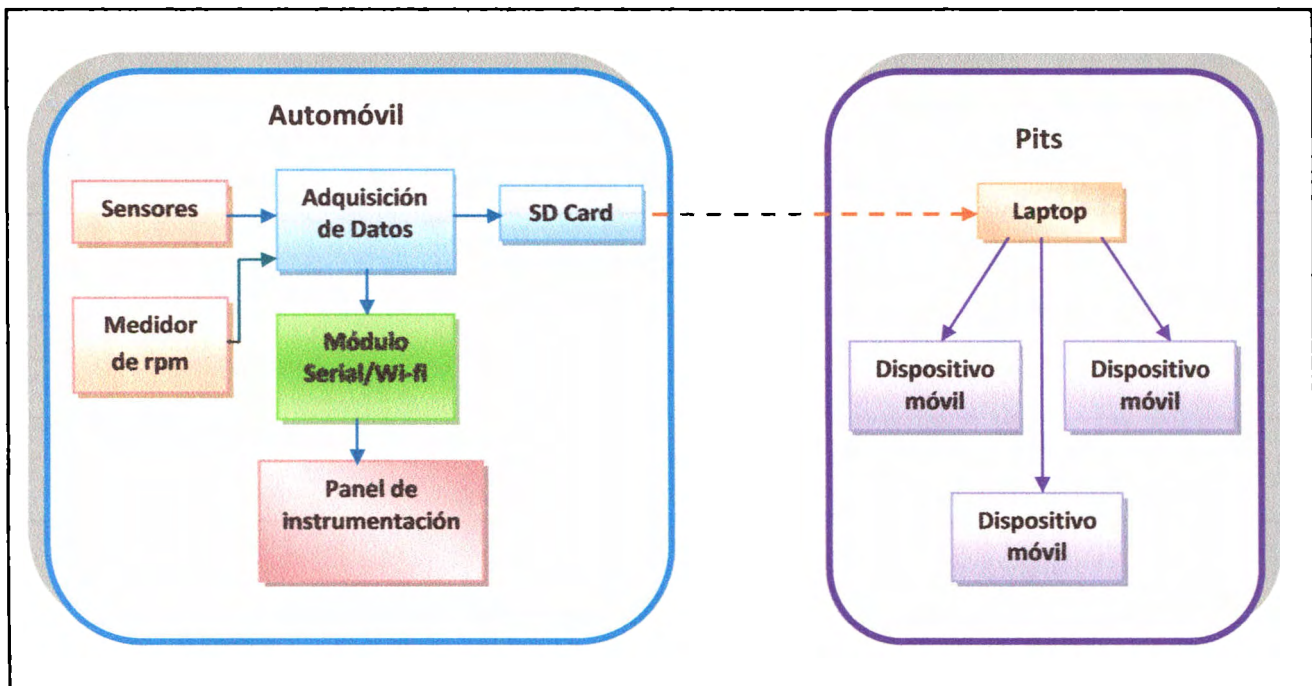 Automóvil
Sensores
Adquisición
de Datos
SD Card
Medidor
de rpm
Módulo
Serial/Wi-fi
Panel de
instrumentación
Pits
Laptop
Dispositivo
móvil
Dispositivo
móvil
Dispositivo
móvil